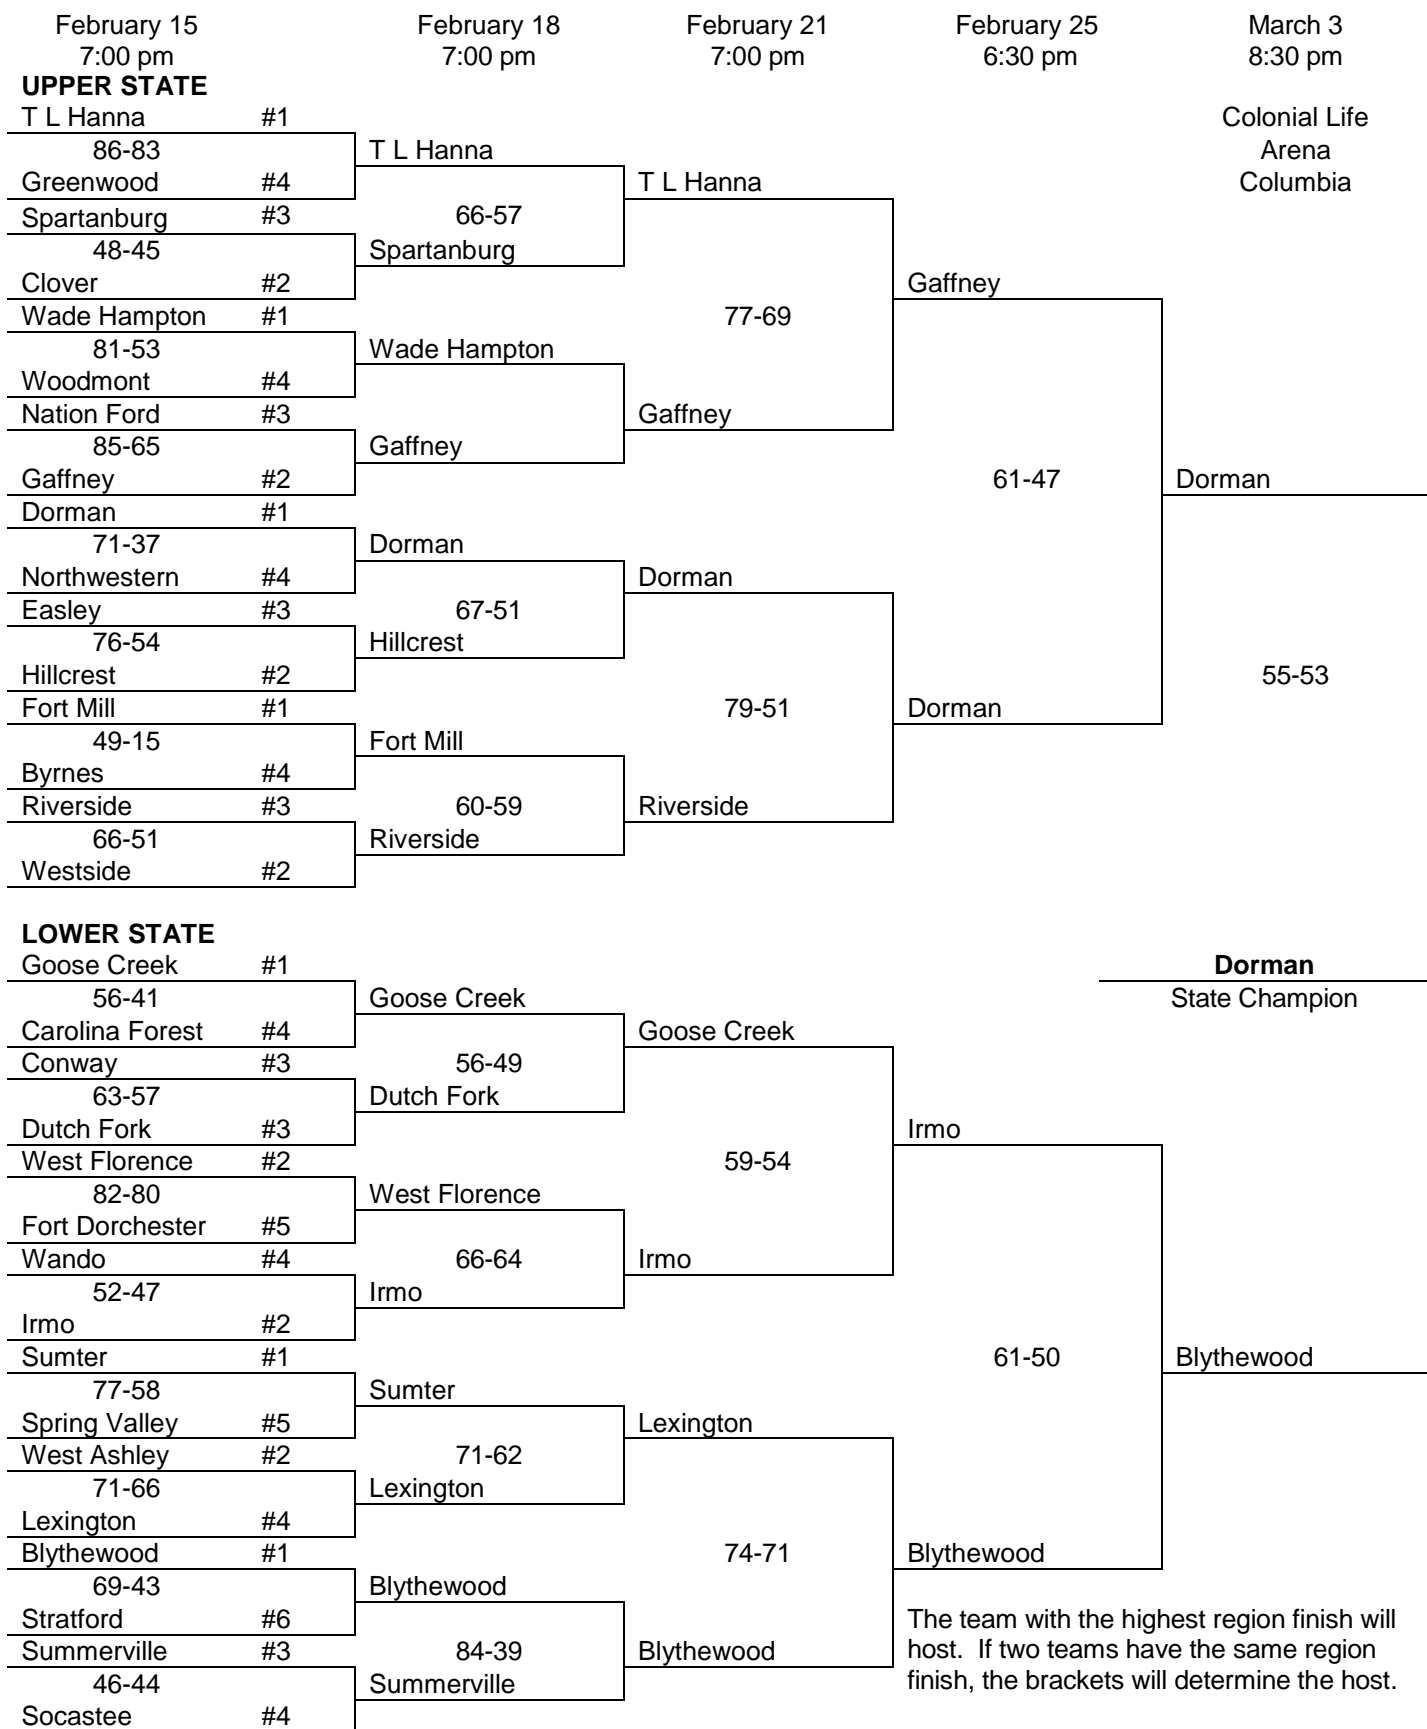 February 15 February 18 February 21 February 25 March 3
7:00 pm 7:00 pm 7:00 pm 6:30 pm 8:30 pm
UPPER STATE
T L Hanna #1 Colonial Life
86-83 T L Hanna Arena
Greenwood #4 T L Hanna Columbia
Spartanburg #3 66-57
48-45 Spartanburg
Clover #2 Gaffney
Wade Hampton #1 77-69
81-53 Wade Hampton
Woodmont #4
Nation Ford #3 Gaffney
85-65 Gaffney
Gaffney #2 61-47 Dorman
Dorman #1
71-37 Dorman
Northwestern #4 Dorman
Easley #3 67-51
76-54 Hillcrest
Hillcrest #2 55-53
Fort Mill #1 79-51 Dorman
49-15 Fort Mill
Byrnes #4
Riverside #3 60-59 Riverside
66-51 Riverside
Westside #2
LOWER STATE
Goose Creek #1 Dorman
56-41 Goose Creek State Champion
Carolina Forest #4 Goose Creek
Conway #3 56-49
63-57 Dutch Fork
Dutch Fork #3 Irmo
West Florence #2 59-54
82-80 West Florence
Fort Dorchester #5
Wando #4 66-64 Irmo
52-47 Irmo
Irmo #2
Sumter #1 61-50 Blythewood
77-58 Sumter
Spring Valley #5 Lexington
West Ashley #2 71-62
71-66 Lexington
Lexington #4
Blythewood #1 74-71 Blythewood
69-43 Blythewood
Stratford #6 The team with the highest region finish will
Summerville #3 84-39 Blythewood host. If two teams have the same region
46-44 Summerville finish, the brackets will determine the host.
Socastee #4